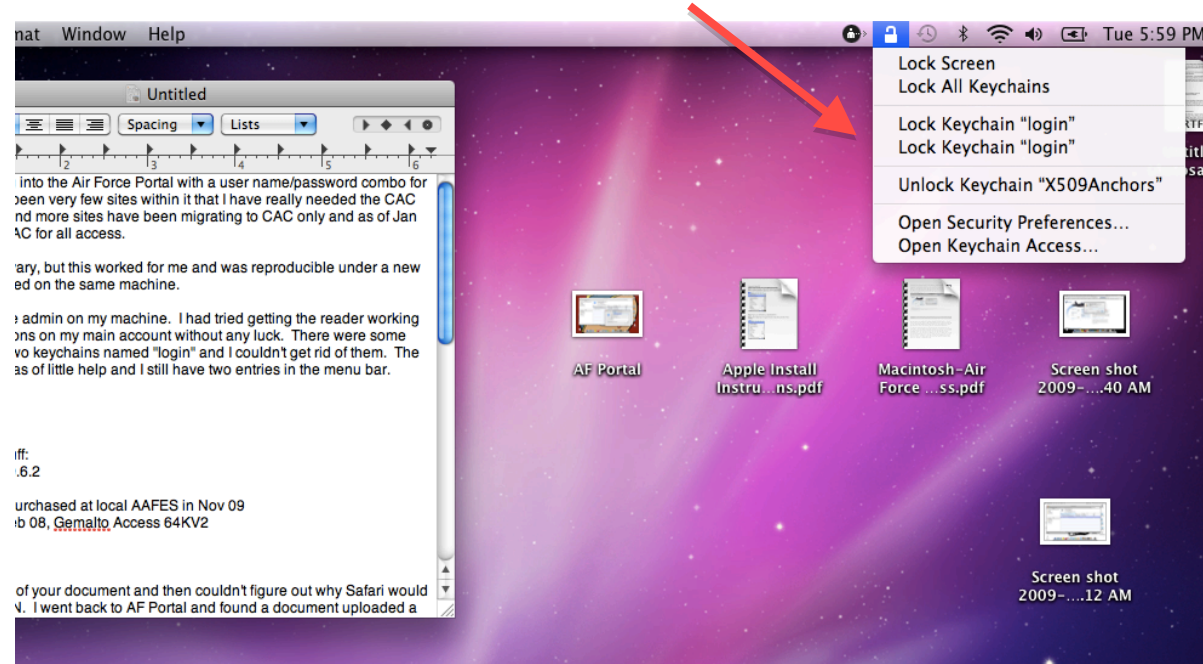 mat Window Help
Tue 5:59 PM
Lock Screen
Lock All Keychains
Lock Keychain “login”
Lock Keychain “login”
Unlock Keychain “X509Anchors”
Open Security Preferences...
Open Keychain Access...
Untitled
Spacing Lists
2 3 4 5 6
into the Air Force Portal with a user name/password combo for
been very few sites within it that I have really needed the CAC
nd more sites have been migrating to CAC only and as of Jan
AC for all access.
vary, but this worked for me and was reproducible under a new
ed on the same machine.
e admin on my machine. I had tried getting the reader working
ons on my main account without any luck. There were some
wo keychains named "login" and I couldn't get rid of them. The
as of little help and I still have two entries in the menu bar.
uff:
.6.2
urchased at local AAFES in Nov 09
eb 08, Gemalto Access 64KV2
of your document and then couldn't figure out why Safari would
N. I went back to AF Portal and found a document uploaded a
AF Portal
Apple Install
Instru...ns.pdf
Macintosh-Air
Force ...ss.pdf
Screen shot
2009-....40 AM
Screen shot
2009-....12 AM